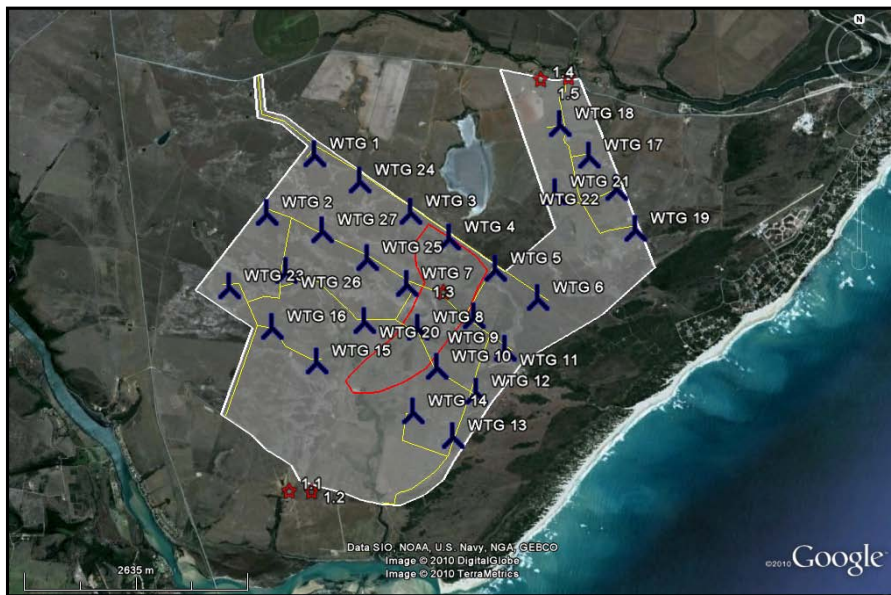 N
1.4
1.5
WTG 18
WTG 1
WTG 17
WTG 24
WTG 21
WTG 22
WTG 2
WTG 3
WTG 19
WTG 27
WTG 4
WTG 25
WTG 5
WTG 23
WTG 26
WTG 7
1.3
WTG 6
WTG 16
WTG 8
WTG 20
WTG 9
WTG 15
WTG 10
WTG 11
WTG 12
WTG 14
WTG 13
1.1
1.2
Data SIO, NOAA, U.S. Navy, NGA, GEBCO
Image © 2010 DigitalGlobe
Image © 2010 TerraMetrics
2635 m
©2010 Google™